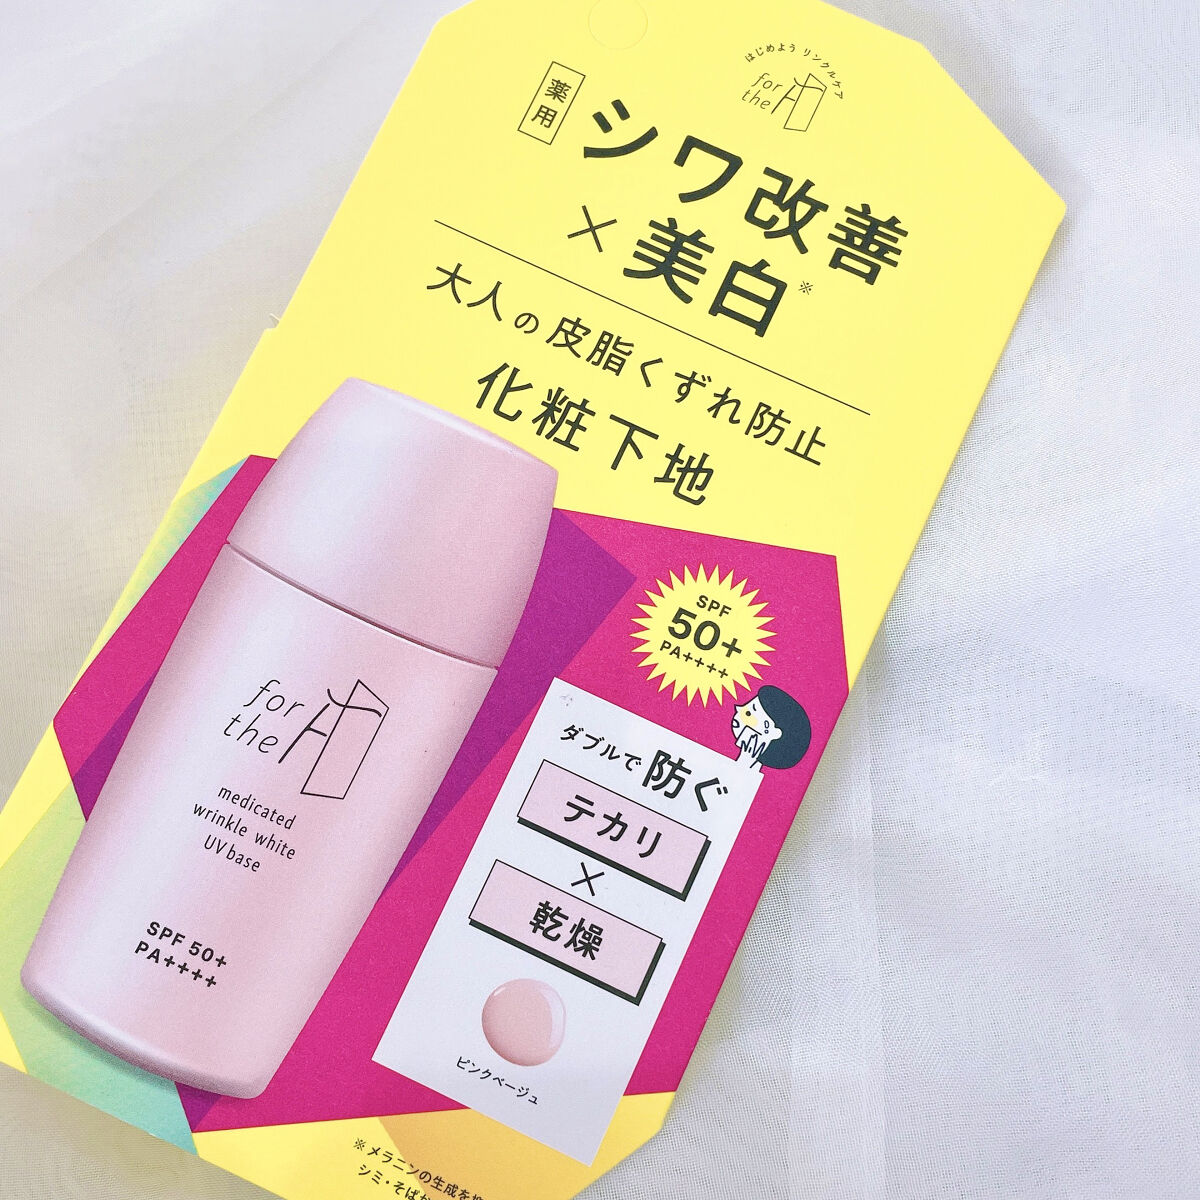 はじめよう リンクルケア
for
the
薬用
シワ改善
×美白※
大人の皮脂くずれ防止
化粧下地
SPF
50+
PA++++
for
the
medicated
wrinkle white
UV base
SPF 50+
PA++++
ダブルで防ぐ
テカリ
×
乾燥
ピンクベージュ
※メラニンの生成を
シミ・そば